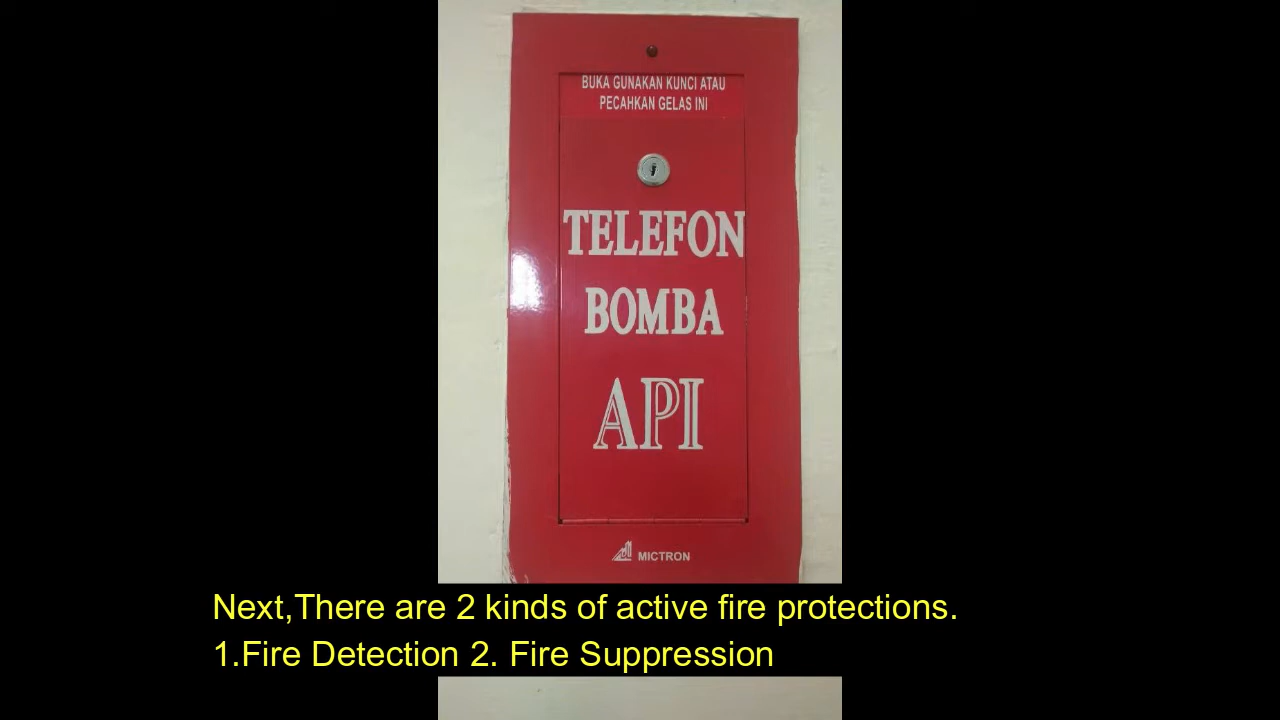 BUKA GUNAKAN KUNCI ATAU
PECAHKAN GELAS INI
TELEFON
BOMBA
API
MICTRON
Next,There are 2 kinds of active fire protections.
1.Fire Detection 2. Fire Suppression